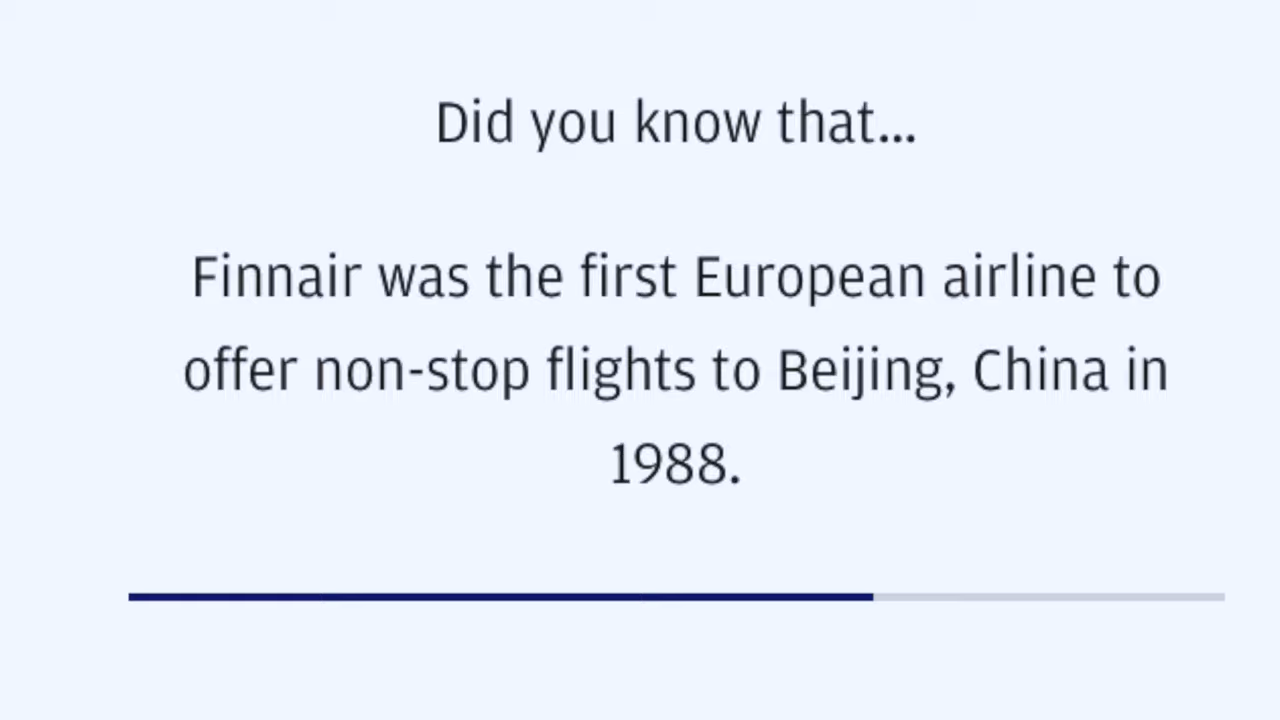 Did you know that...
Finnair was the first European airline to
offer non-stop flights to Beijing, China in
1988.